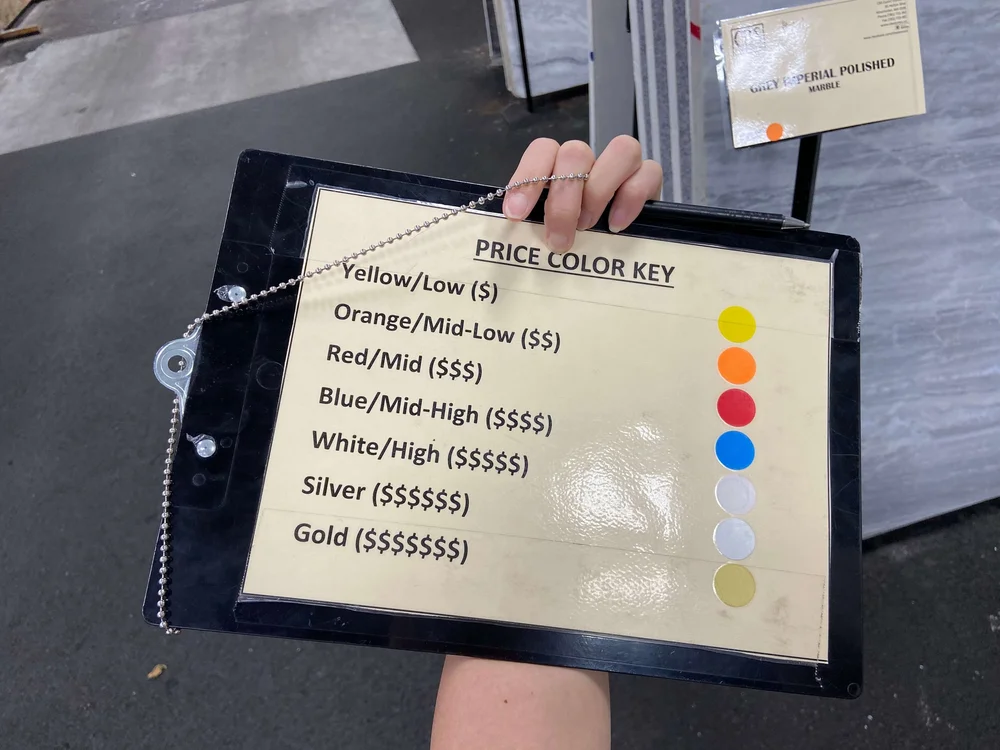 PRICE COLOR KEY
Yellow/Low ($)
Orange/Mid-Low ($$)
Red/Mid ($$$)
Blue/Mid-High ($$$$)
White/High ($$$$$)
Silver ($$$$$$)
Gold ($$$$$$$)
GREY IMPERIAL POLISHED
MARBLE